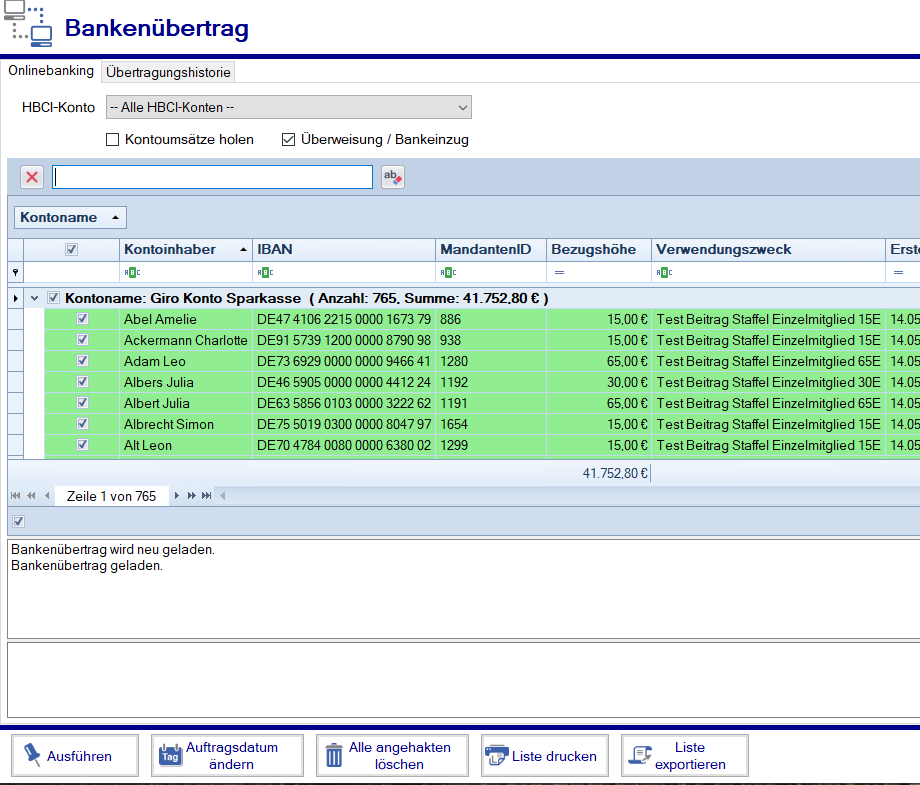 Bankenübertrag
Onlinebanking Übertragungshistorie
HBCI-Konto -- Alle HBCI-Konten --
Kontoumsätze holen Überweisung / Bankeinzug
ab
Kontoname
Kontoinhaber IBAN MandantenID Bezugshöhe Verwendungszweck Erste
ABC ABC ABC = ABC =
Kontoname: Giro Konto Sparkasse ( Anzahl: 765, Summe: 41.752,80 € )
Abel Amelie DE47 4106 2215 0000 1673 79 886 15,00 € Test Beitrag Staffel Einzelmitglied 15E 14.05
Ackermann Charlotte DE91 5739 1200 0000 8790 98 938 15,00 € Test Beitrag Staffel Einzelmitglied 15E 14.05
Adam Leo DE73 6929 0000 0000 9466 41 1280 65,00 € Test Beitrag Staffel Einzelmitglied 65E 14.05
Albers Julia DE46 5905 0000 0000 4412 24 1192 30,00 € Test Beitrag Staffel Einzelmitglied 30E 14.05
Albert Julia DE63 5856 0103 0000 3222 62 1191 65,00 € Test Beitrag Staffel Einzelmitglied 65E 14.05
Albrecht Simon DE75 5019 0300 0000 8047 97 1654 15,00 € Test Beitrag Staffel Einzelmitglied 15E 14.05
Alt Leon DE70 4784 0080 0000 6380 02 1299 15,00 € Test Beitrag Staffel Einzelmitglied 15E 14.05
41.752,80 €
Zeile 1 von 765
Bankenübertrag wird neu geladen.
Bankenübertrag geladen.
Ausführen
Tag
Auftragsdatum
ändern
Alle angehakten
löschen
Liste drucken
Liste
exportieren